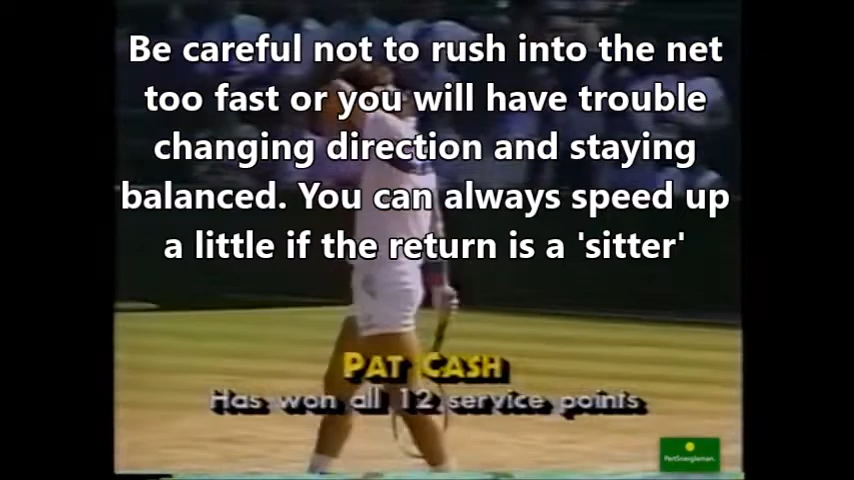 Be careful not to rush into the net
too fast or you will have trouble
changing direction and staying
balanced. You can always speed up
a little if the return is a 'sitter'
PAT CASH
Has won all 12 service points